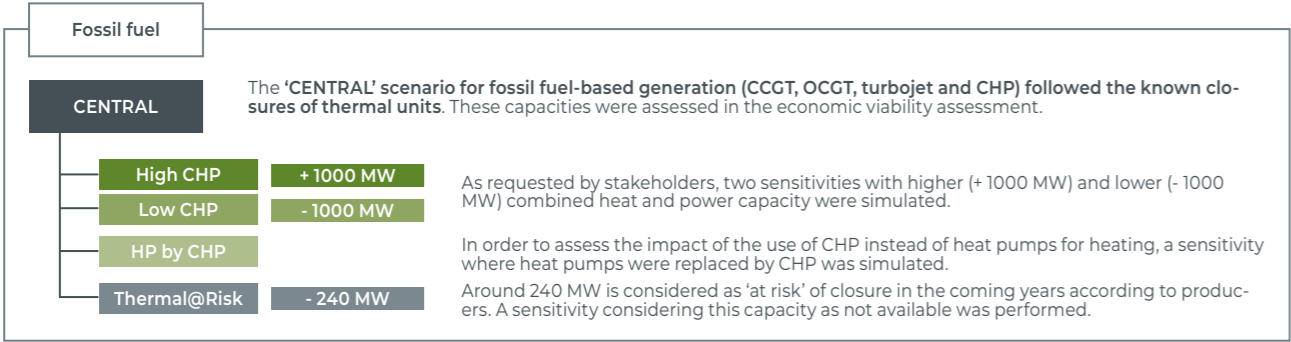 Fossil fuel
CENTRAL
The ‘CENTRAL’ scenario for fossil fuel-based generation (CCGT, OCGT, turbojet and CHP) followed the known clo-
sures of thermal units. These capacities were assessed in the economic viability assessment.
High CHP
+ 1000 MW
Low CHP
- 1000 MW
As requested by stakeholders, two sensitivities with higher (+ 1000 MW) and lower (- 1000
MW) combined heat and power capacity were simulated.
HP by CHP
In order to assess the impact of the use of CHP instead of heat pumps for heating, a sensitivity
where heat pumps were replaced by CHP was simulated.
Thermal@Risk
- 240 MW
Around 240 MW is considered as ‘at risk’ of closure in the coming years according to produc-
ers. A sensitivity considering this capacity as not available was performed.